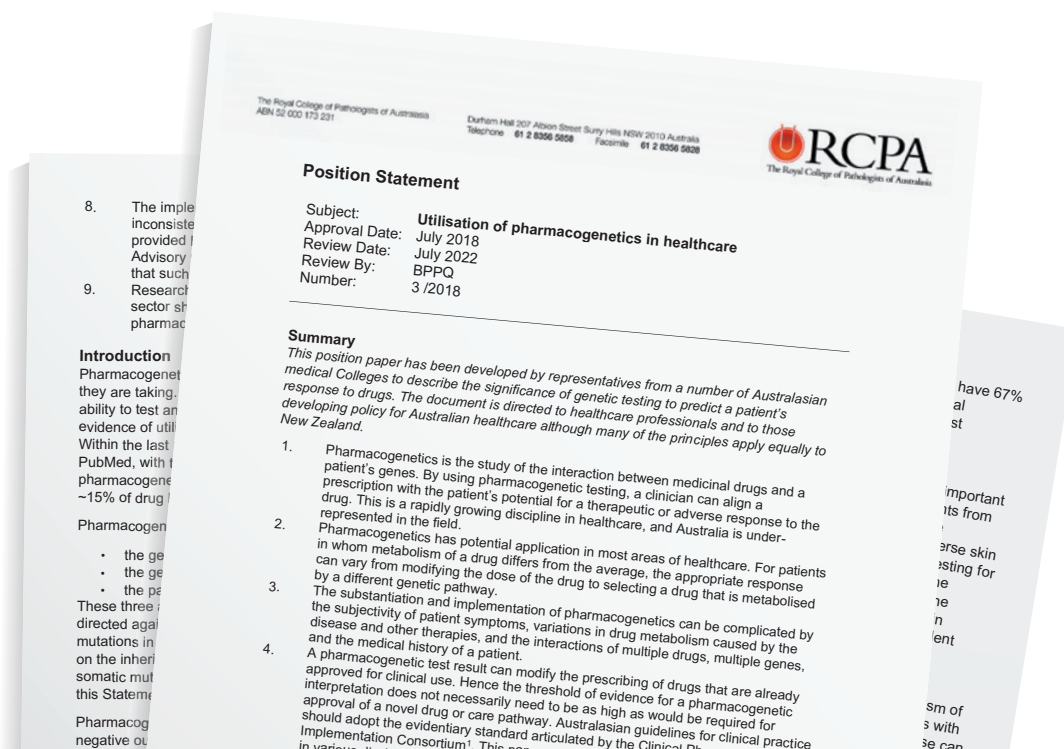 The Royal College of Pathologists of Australasia
ABN 52 000 173 231
Durham Hall 207 Albion Street Surry Hills NSW 2010 Australia
Telephone 61 2 8356 5858 Facsimile 61 2 8356 5828
RCPA
The Royal College of Pathologists of Australasia
Position Statement
Subject: Utilisation of pharmacogenetics in healthcare
Approval Date: July 2018
Review Date: July 2022
Review By: BPPQ
Number: 3 /2018
Summary
This position paper has been developed by representatives from a number of Australasian
medical Colleges to describe the significance of genetic testing to predict a patient's
response to drugs. The document is directed to healthcare professionals and to those
developing policy for Australian healthcare although many of the principles apply equally to
New Zealand.
1. Pharmacogenetics is the study of the interaction between medicinal drugs and a
patient's genes. By using pharmacogenetic testing, a clinician can align a
prescription with the patient's potential for a therapeutic or adverse response to the
drug. This is a rapidly growing discipline in healthcare, and Australia is under-
represented in the field.
2. Pharmacogenetics has potential application in most areas of healthcare. For patients
in whom metabolism of a drug differs from the average, the appropriate response
can vary from modifying the dose of the drug to selecting a drug that is metabolised
by a different genetic pathway.
3. The substantiation and implementation of pharmacogenetics can be complicated by
the subjectivity of patient symptoms, variations in drug metabolism caused by the
disease and other therapies, and the interactions of multiple drugs, multiple genes,
and the medical history of a patient.
4. A pharmacogenetic test result can modify the prescribing of drugs that are already
approved for clinical use. Hence the threshold of evidence for a pharmacogenetic
interpretation does not necessarily need to be as high as would be required for
approval of a novel drug or care pathway. Australasian guidelines for clinical practice
should adopt the evidentiary standard articulated by the Clinical
Implementation Consortium¹. This
in various
8. The imple
inconsiste
provided
Advisory
that such
9. Research
sector sh
pharmac
Introduction
Pharmacogenet
they are taking.
ability to test an
evidence of util
Within the last
PubMed, with t
pharmacogene
~15% of drug
Pharmacogen
• the ge
• the ge
• the pa
These three
directed agai
mutations in
on the inheri
somatic mut
this Stateme
Pharmacog
negative ou
have 67%
al
st
important
ts from
erse skin
esting for
ne
ne
in
ent
sm of
s with
se can